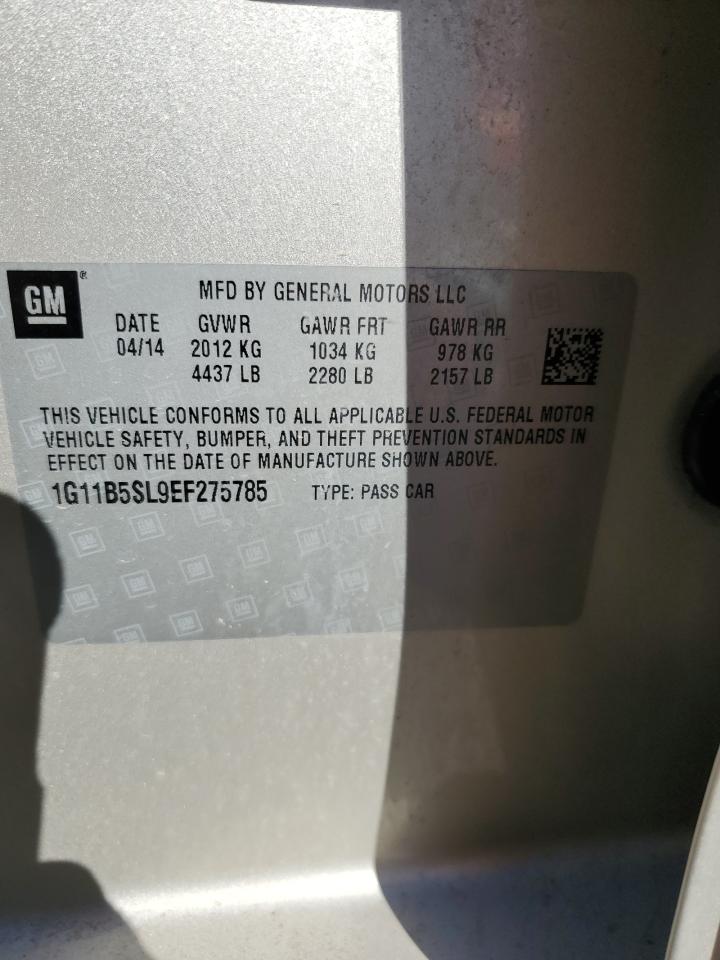 GM®
MFD BY GENERAL MOTORS LLC
DATE GVWR GAWR FRT GAWR RR
04/14 2012 KG 1034 KG 978 KG
4437 LB 2280 LB 2157 LB
THIS VEHICLE CONFORMS TO ALL APPLICABLE U.S. FEDERAL MOTOR
VEHICLE SAFETY, BUMPER, AND THEFT PREVENTION STANDARDS IN
EFFECT ON THE DATE OF MANUFACTURE SHOWN ABOVE.
1G11B5SL9EF275785 TYPE: PASS CAR